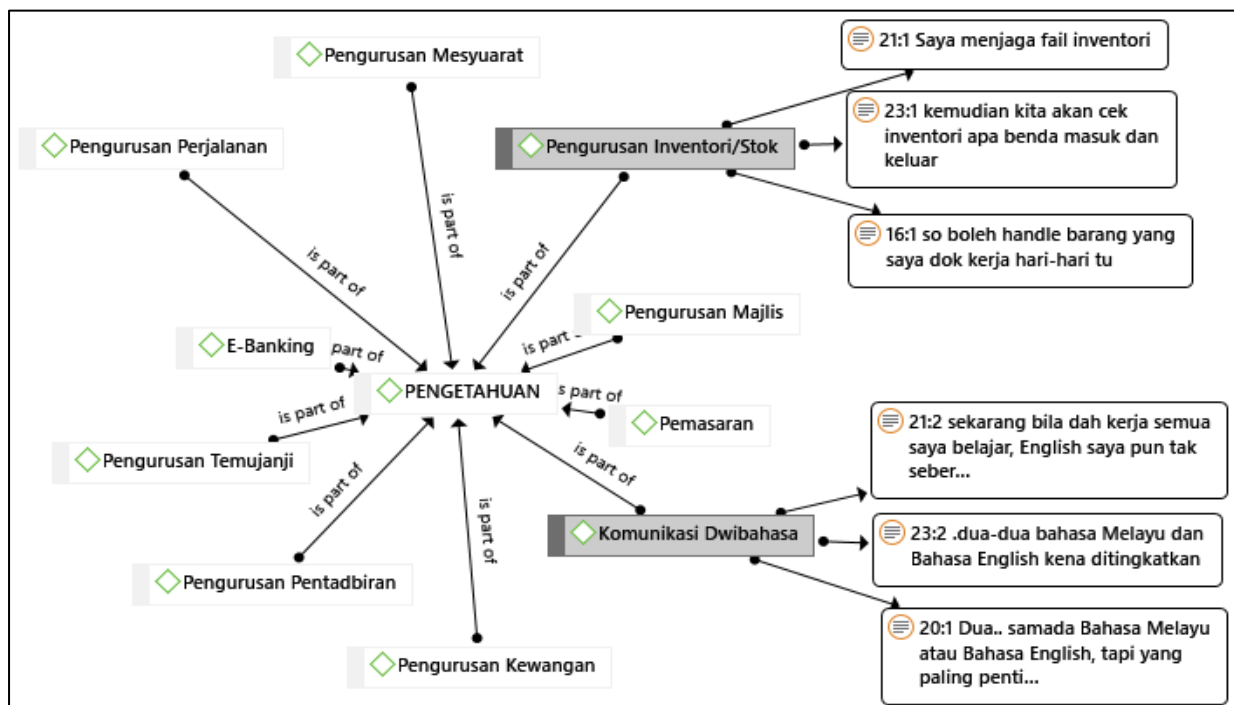 Pengurusan Mesyuarat
21:1 Saya menjaga fail inventori
Pengurusan Perjalanan
Pengurusan Inventori/Stok
23:1 kemudian kita akan cek
inventori apa benda masuk dan
keluar
is part of
is part of
is part of
16:1 so boleh handle barang yang
saya dok kerja hari-hari tu
Pengurusan Majlis
is part
E-Banking
part of
PENGETAHUAN
is part of
Pemasaran
is part of
Pengurusan Temujanji
21:2 sekarang bila dah kerja semua
saya belajar, English saya pun tak
seber...
is part of
is part of
is part of
Komunikasi Dwibahasa
23:2 .dua-dua bahasa Melayu dan
Bahasa English kena ditingkatkan
Pengurusan Pentadbiran
Pengurusan Kewangan
20:1 Dua.. samada Bahasa Melayu
atau Bahasa English, tapi yang
paling penti...